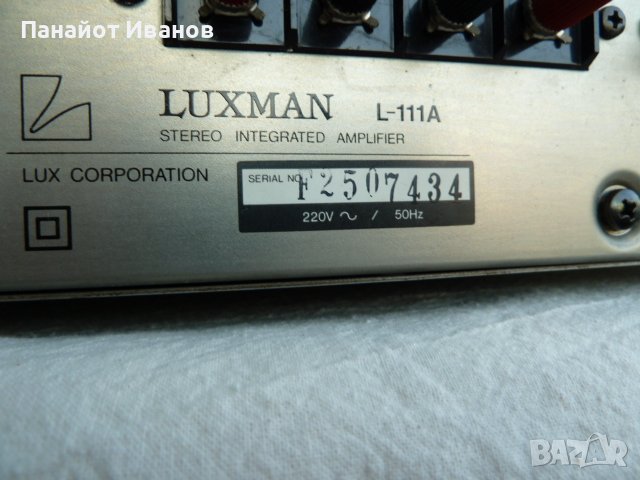 Панайот Иванов
LUXMAN L-111A
STEREO INTEGRATED AMPLIFIER
LUX CORPORATION
SERIAL NO. F2507434
220V ~ / 50Hz
BAZAR